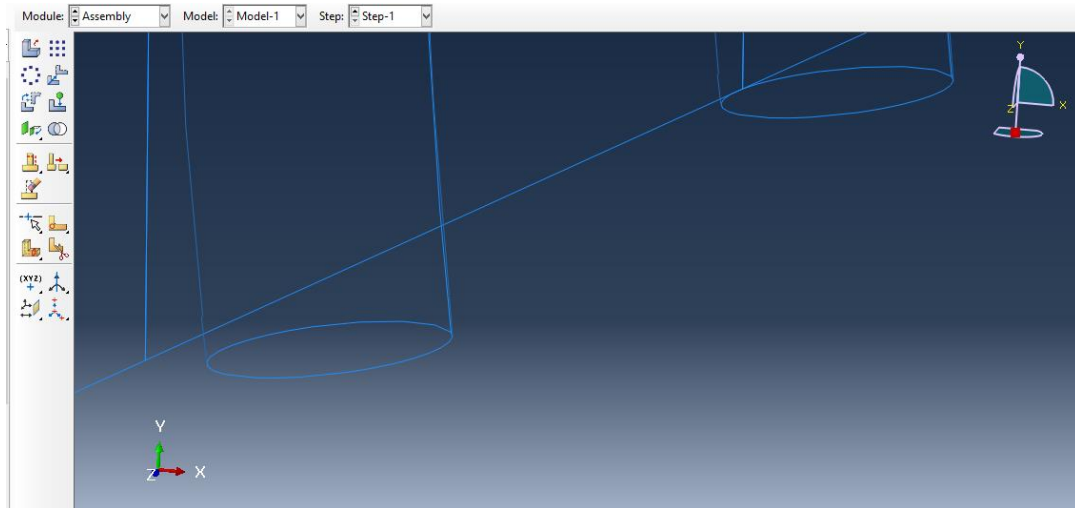 Module: Assembly Model: Model-1 Step: Step-1
Y
Z X
(XYZ)
Y
Z X